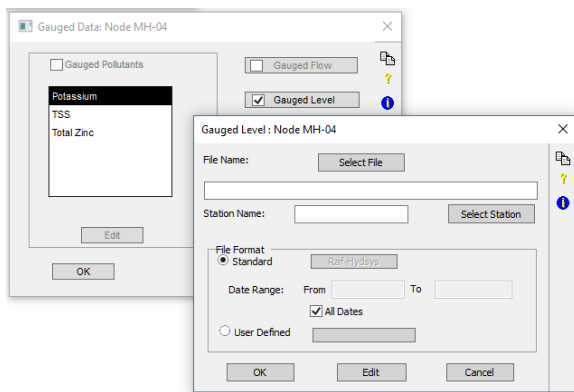 Gauged Data: Node MH-04
Gauged Pollutants
Gauged Flow
Potassium
TSS
Total Zinc
Gauged Level
Edit
OK
Gauged Level : Node MH-04
File Name:
Select File
Station Name:
Select Station
File Format
Standard
Raf-Hydsys
Date Range:
From
To
All Dates
User Defined
OK
Edit
Cancel